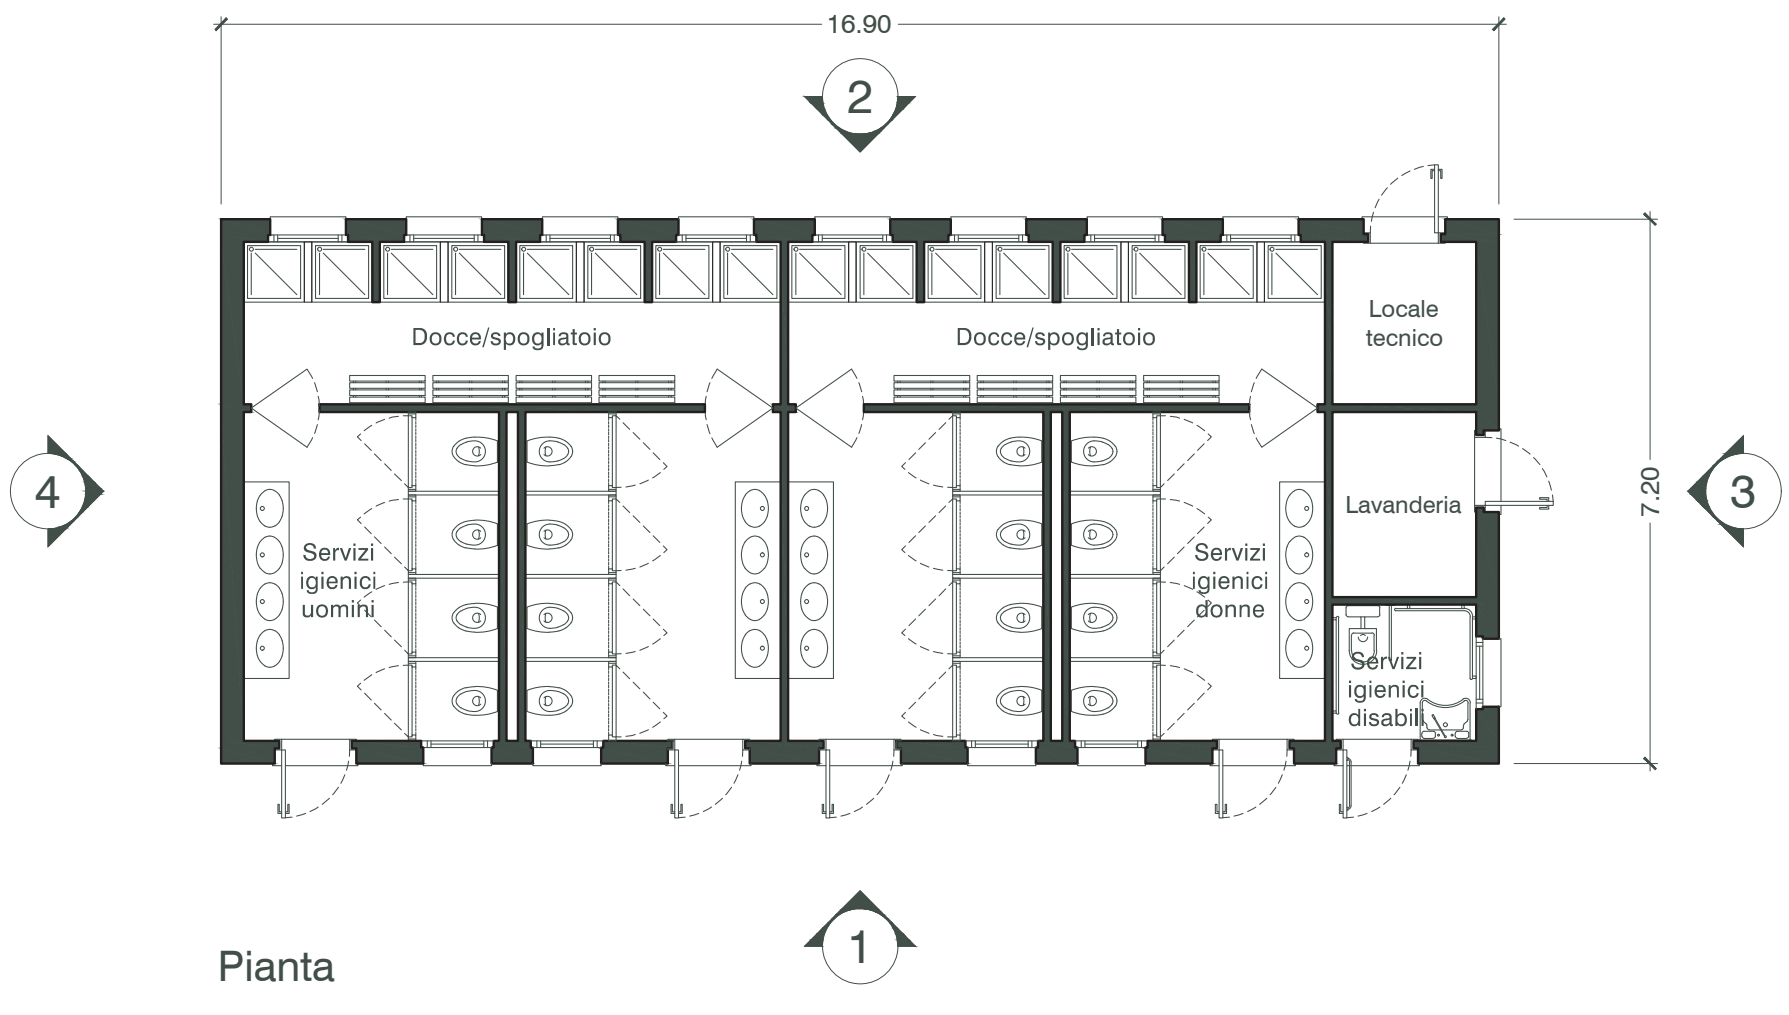 16.90
2
Docce/spogliatoio
Docce/spogliatoio
Locale
tecnico
4
Servizi
igienici
uomini
Servizi
igienici
donne
Lavanderia
7.20
3
Servizi
igienici
disabili
1
Pianta